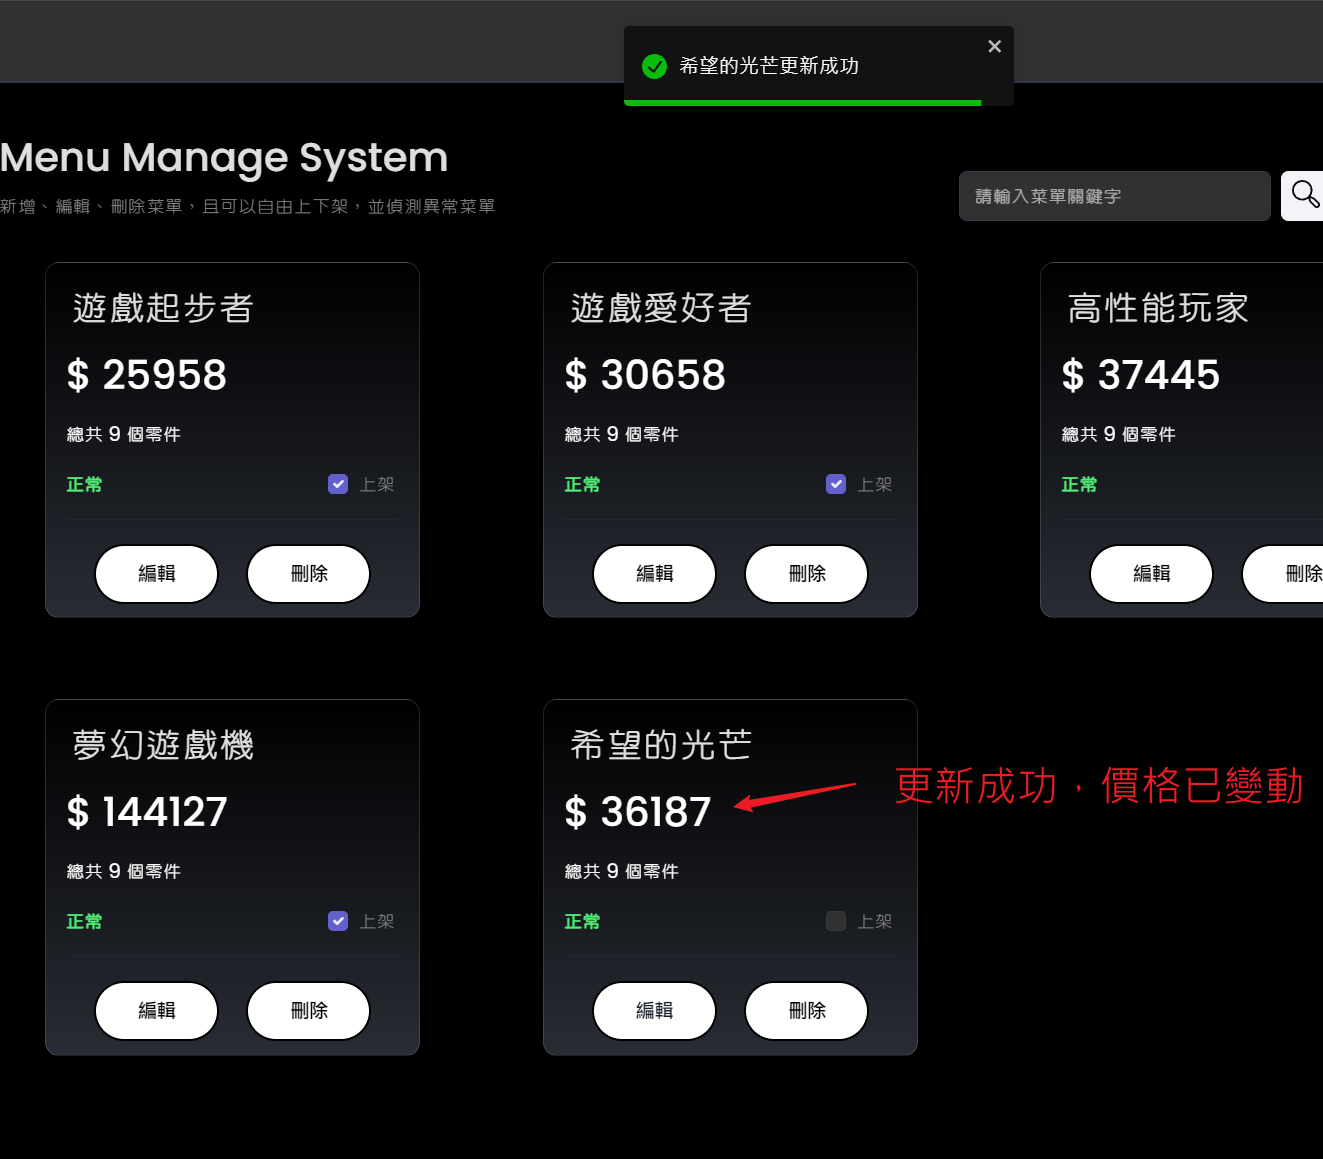 希望的光芒更新成功
Menu Manage System
新增、編輯、刪除菜單，且可以自由上下架，並偵測異常菜單
請輸入菜單關鍵字
遊戲起步者
$ 25958
總共 9 個零件
正常
上架
編輯
刪除
遊戲愛好者
$ 30658
總共 9 個零件
正常
上架
編輯
刪除
高性能玩家
$ 37445
總共 9 個零件
正常
編輯
刪除
夢幻遊戲機
$ 144127
總共 9 個零件
正常
上架
編輯
刪除
希望的光芒
$ 36187
更新成功，價格已變動
總共 9 個零件
正常
上架
編輯
刪除